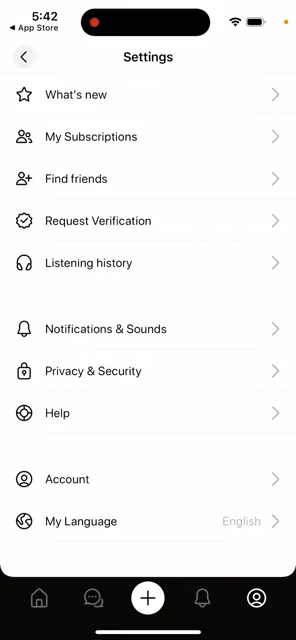 5:42
◀ App Store
Settings
What's new
My Subscriptions
Find friends
Request Verification
Listening history
Notifications & Sounds
Privacy & Security
Help
Account
My Language English